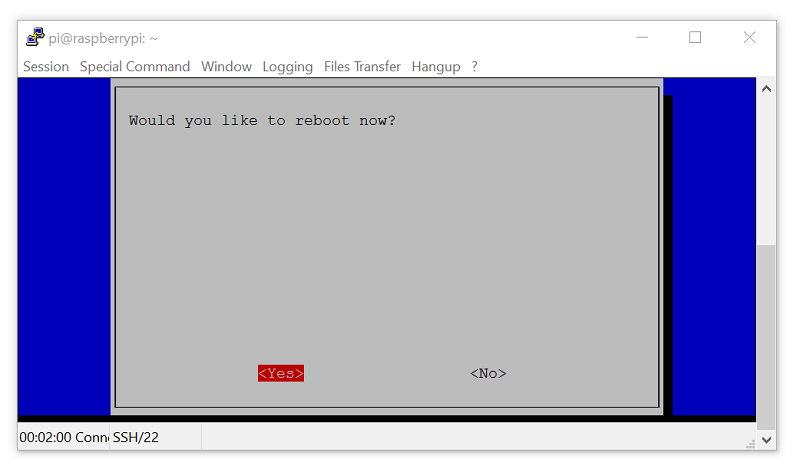 pi@raspberrypi: ~
Session Special Command Window Logging Files Transfer Hangup ?
Would you like to reboot now?
<Yes> <No>
00:02:00 Conne SSH/22